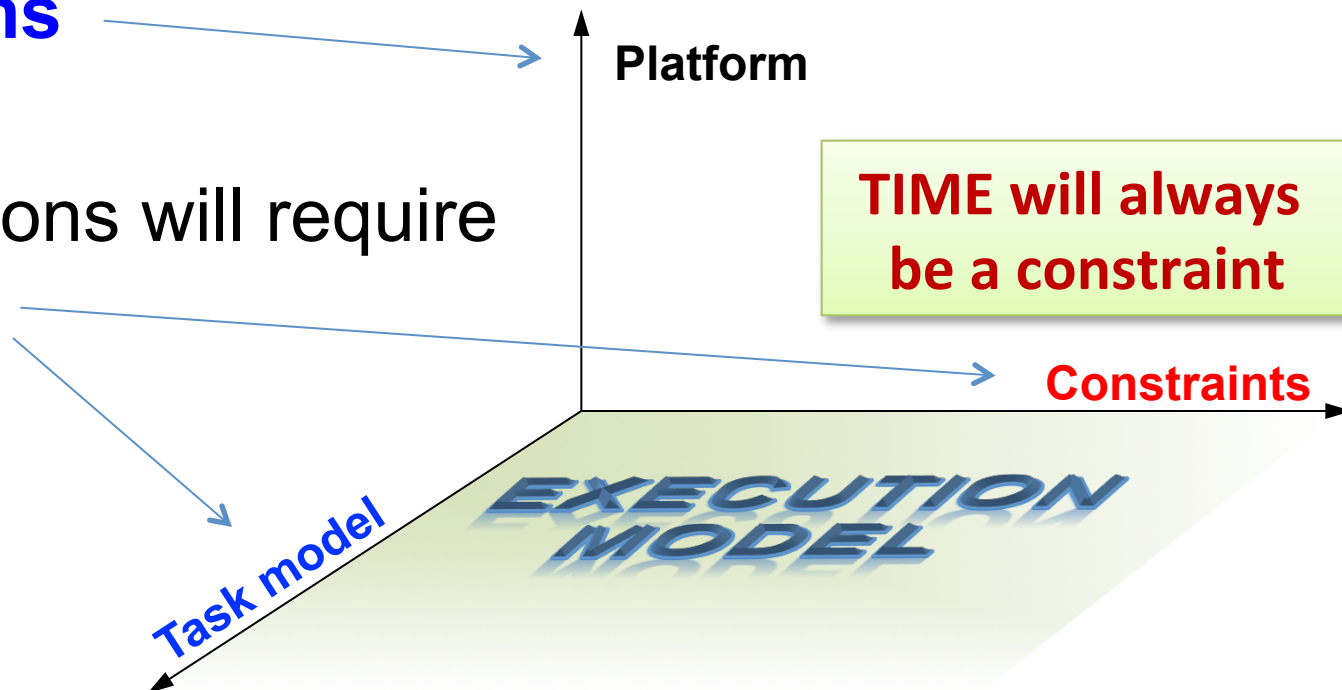 ns
Platform
ons will require
TIME will always
be a constraint
Constraints
EXECUTION
MODEL
Task model